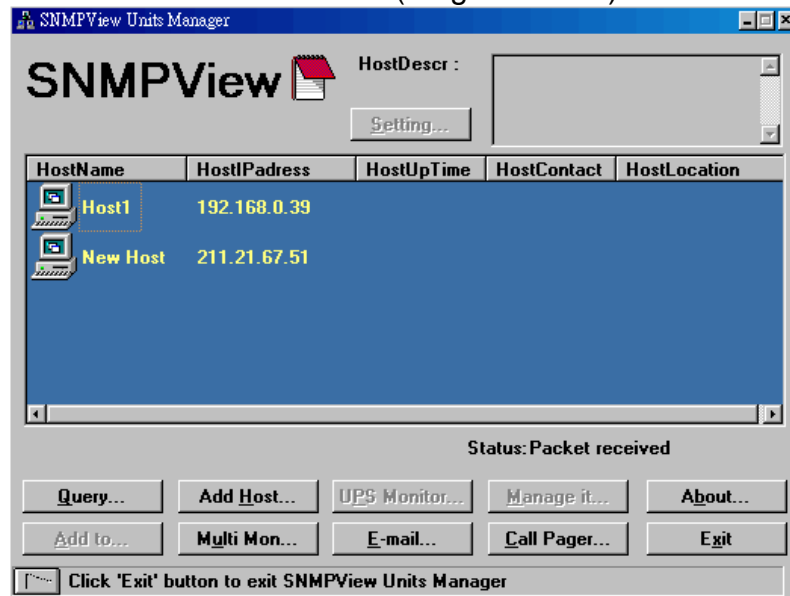 SNMPView Units Manager
SNMPView
HostDescr :
Setting...
HostName HostIPadress HostUpTime HostContact HostLocation
Host1 192.168.0.39
New Host 211.21.67.51
Status:Packet received
Query... Add Host... UPS Monitor... Manage it... About...
Add to... Multi Mon... E-mail... Call Pager... Exit
Click 'Exit' button to exit SNMPView Units Manager